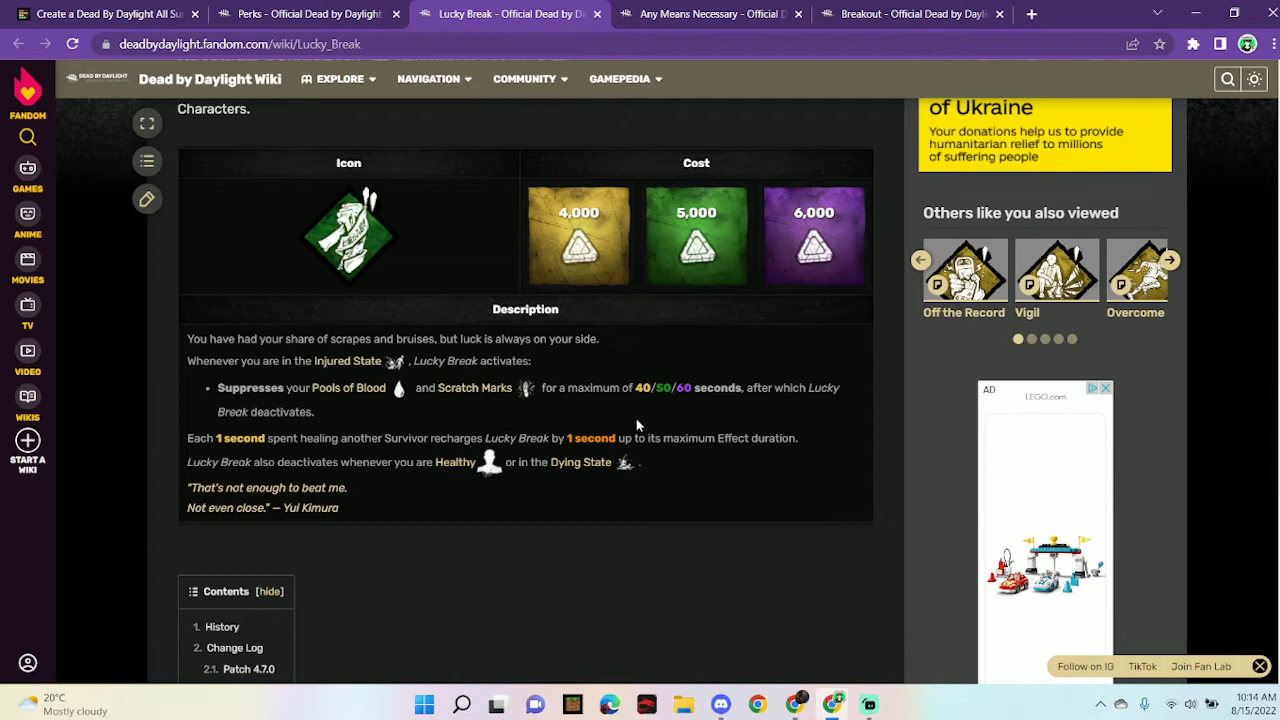 Create a Dead by Daylight All Su
Perks - Official Dead by Daylight
Lucky Break - Official Dead by Da
Any Means Necessary - Official D
Breakout - Official Dead by Dayli
deadbydaylight.fandom.com/wiki/Lucky_Break
DEAD BY DAYLIGHT
Dead by Daylight Wiki
EXPLORE
NAVIGATION
COMMUNITY
GAMEPEDIA
FANDOM
GAMES
ANIME
MOVIES
TV
VIDEO
WIKIS
START A
WIKI
Characters.
Icon
Cost
4,000
5,000
6,000
Description
You have had your share of scrapes and bruises, but luck is always on your side.
Whenever you are in the Injured State , Lucky Break activates:
• Suppresses your Pools of Blood and Scratch Marks for a maximum of 40/50/60 seconds, after which Lucky
Break deactivates.
Each 1 second spent healing another Survivor recharges Lucky Break by 1 second up to its maximum Effect duration.
Lucky Break also deactivates whenever you are Healthy or in the Dying State .
"That's not enough to beat me.
Not even close." — Yui Kimura
Contents [hide]
1. History
2. Change Log
2.1. Patch 4.7.0
of Ukraine
Your donations help us to provide
humanitarian relief to millions
of suffering people
Others like you also viewed
Off the Record
Vigil
Overcome
AD
LEGO.com
Follow on IG
TikTok
Join Fan Lab
20°C
Mostly cloudy
10:14 AM
8/15/2022